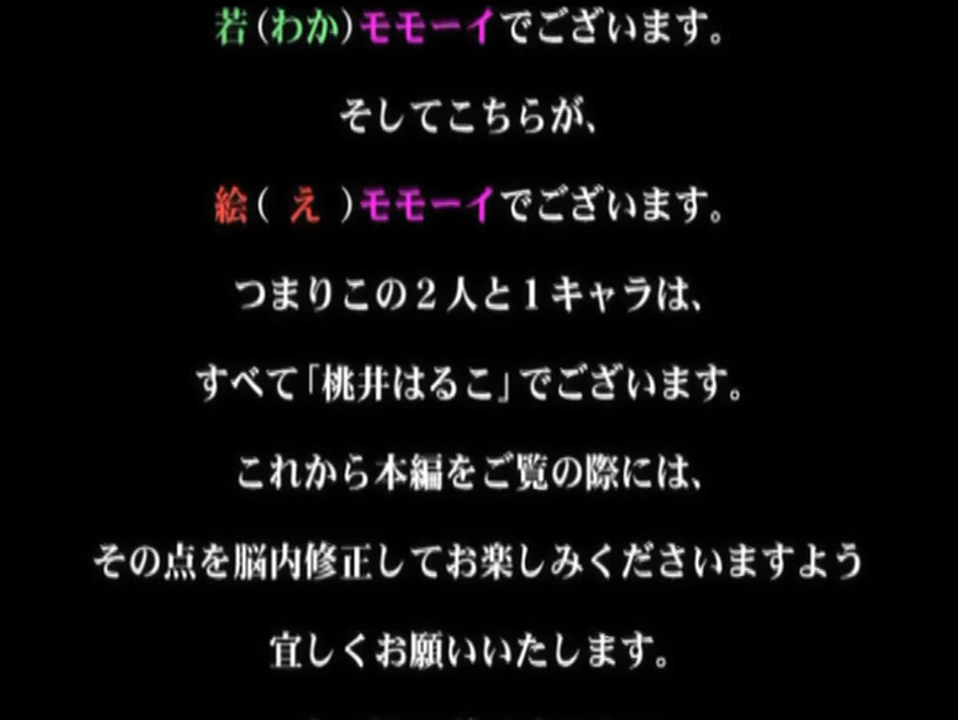 若(わか)モモーイでございます。
そしてこちらが、
絵( え )モモーイでございます。
つまりこの２人と１キャラは、
すべて「桃井はるこ」でございます。
これから本編をご覧の際には、
その点を脳内修正してお楽しみくださいますよう
宜しくお願いいたします。